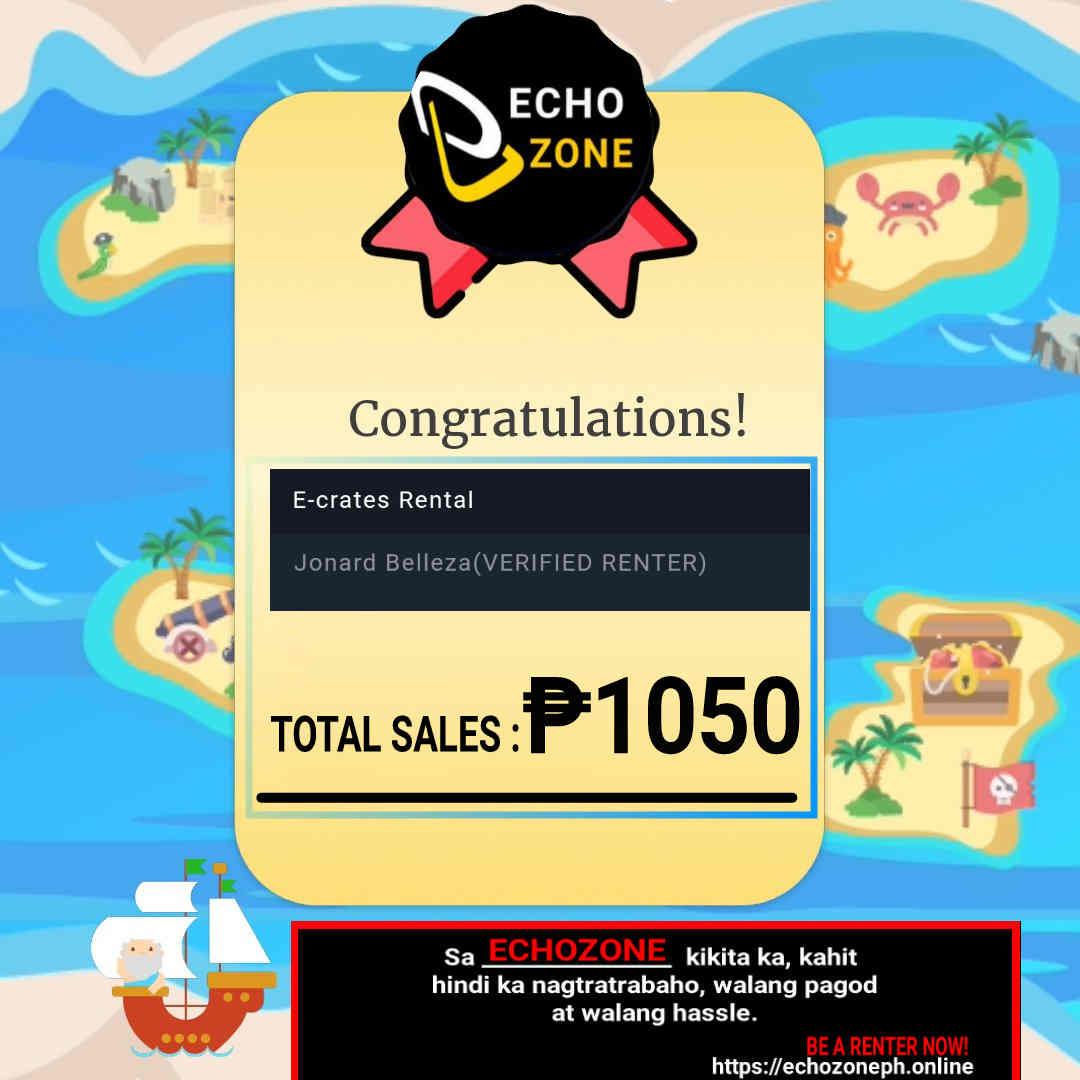 ECHO
ZONE
Congratulations!
E-crates Rental
Jonard Belleza(VERIFIED RENTER)
TOTAL SALES : ₱1050
Sa ECHOZONE kikita ka, kahit
hindi ka nagtratrabaho, walang pagod
at walang hassle.
BE A RENTER NOW!
https://echozoneph.online